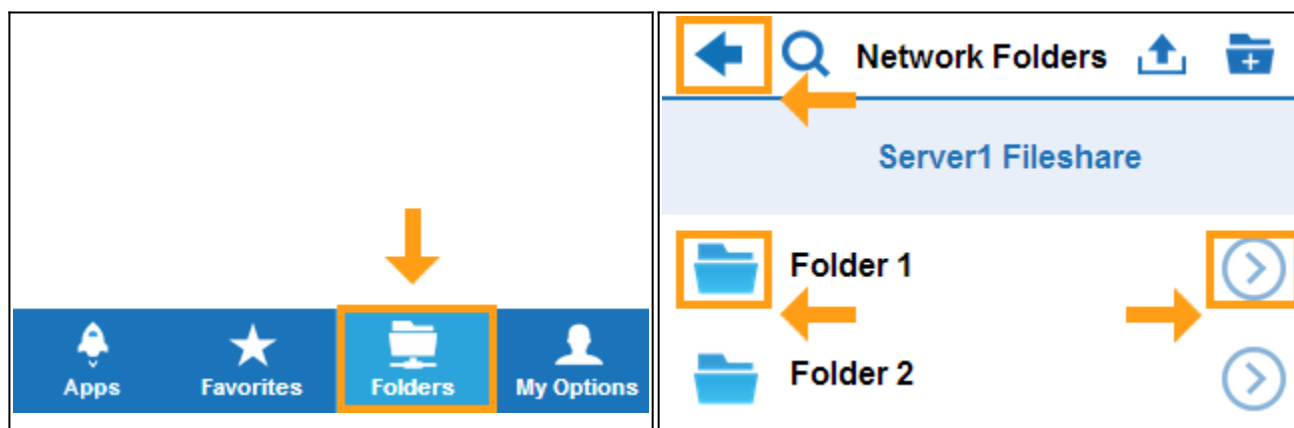 Apps
Favorites
Folders
My Options
Network Folders
Server1 Fileshare
Folder 1
Folder 2